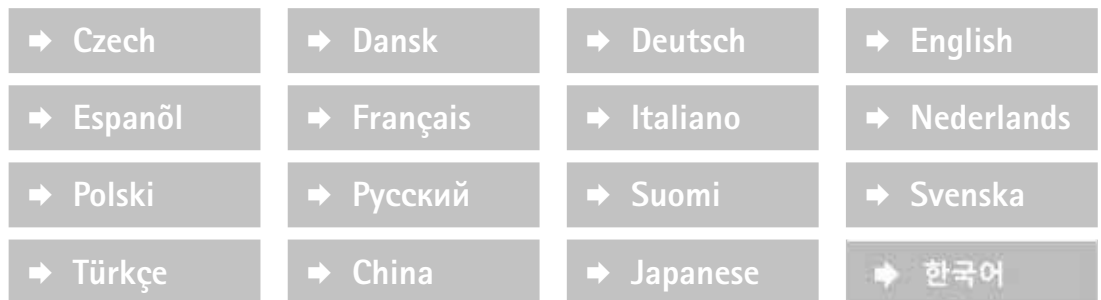 ➡ Czech ➡ Dansk ➡ Deutsch ➡ English
➡ Espanõl ➡ Français ➡ Italiano ➡ Nederlands
➡ Polski ➡ Русский ➡ Suomi ➡ Svenska
➡ Türkçe ➡ China ➡ Japanese ➡ 한국어